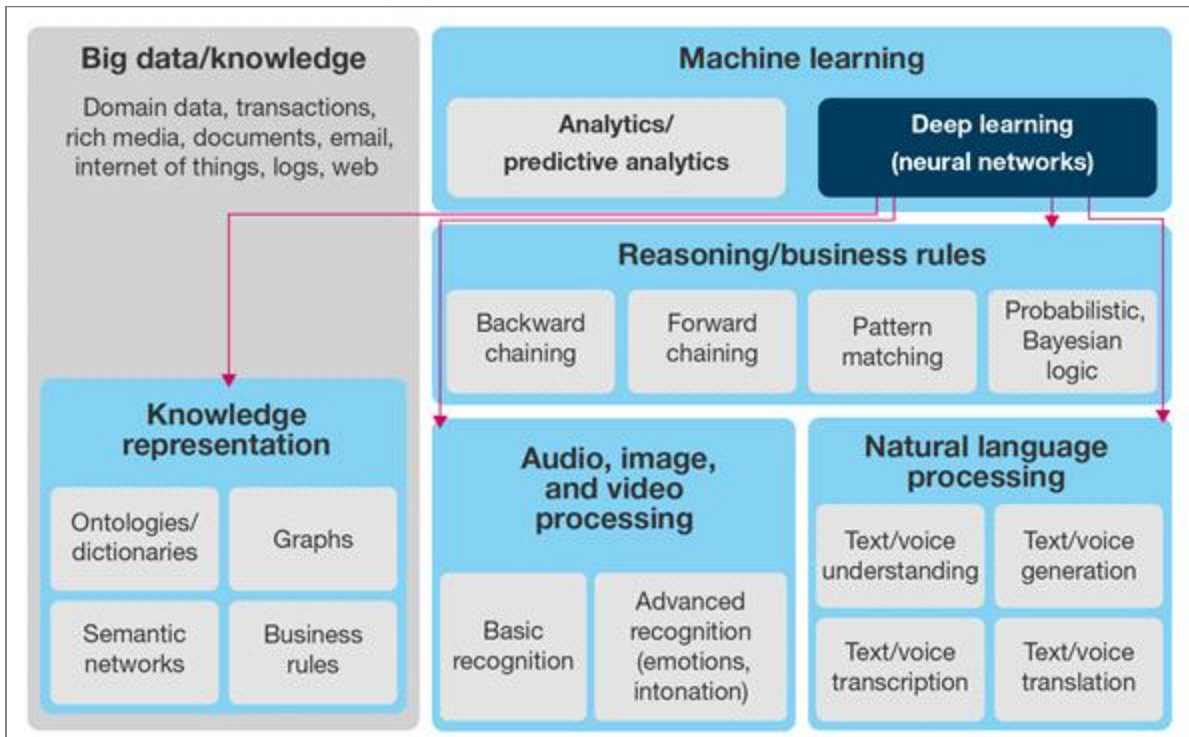 Big data/knowledge
Domain data, transactions,
rich media, documents, email,
internet of things, logs, web
Machine learning
Analytics/
predictive analytics
Deep learning
(neural networks)
Reasoning/business rules
Backward
chaining
Forward
chaining
Pattern
matching
Probabilistic,
Bayesian
logic
Knowledge
representation
Ontologies/
dictionaries
Graphs
Semantic
networks
Business
rules
Audio, image,
and video
processing
Basic
recognition
Advanced
recognition
(emotions,
intonation)
Natural language
processing
Text/voice
understanding
Text/voice
generation
Text/voice
transcription
Text/voice
translation